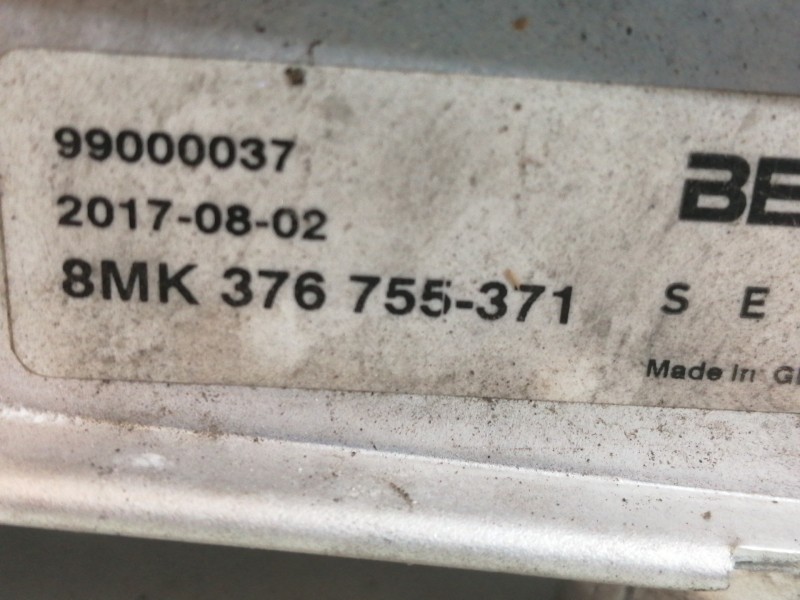 99000037
2017-08-02
8MK 376 755-371
BE
S E
Made in